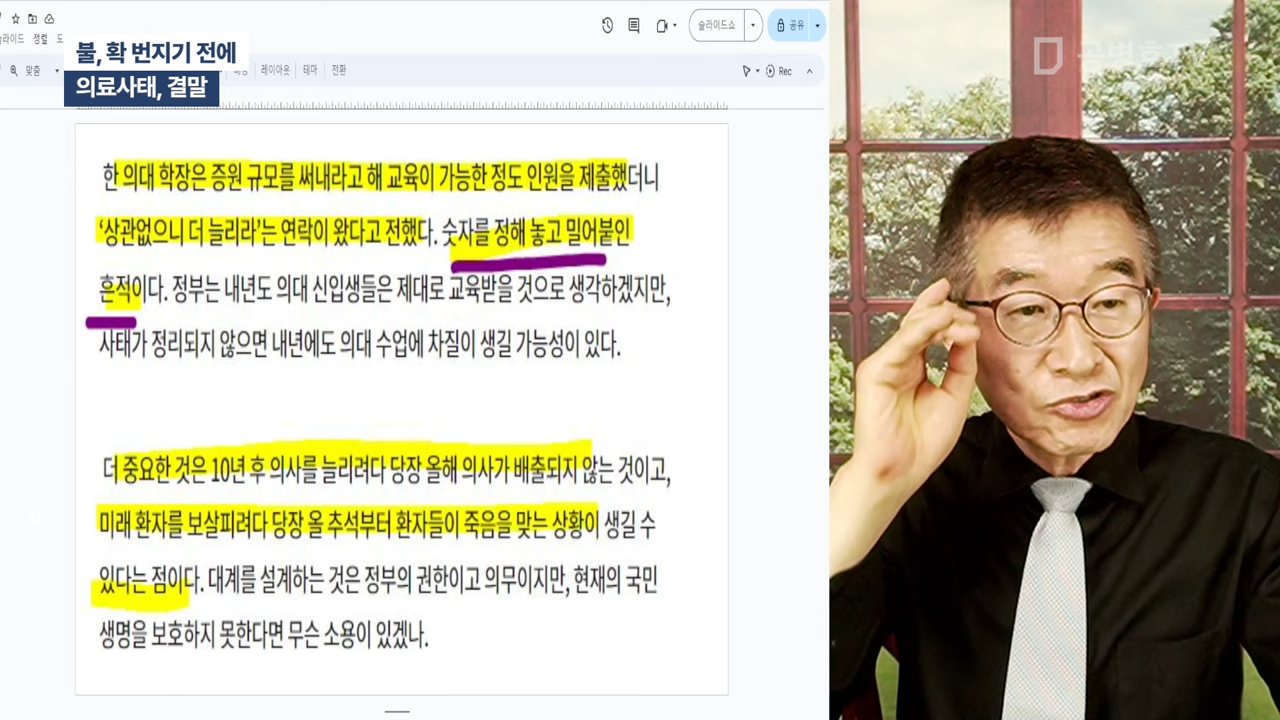 불, 확 번지기 전에
의료사태, 결말
슬라이드쇼
공유
정렬
맞춤
레이아웃
테마
전환
Rec
한 의대 학장은 증원 규모를 써내라고 해 교육이 가능한 정도 인원을 제출했더니
‘상관없으니 더 늘리라’는 연락이 왔다고 전했다. 숫자를 정해 놓고 밀어붙인
흔적이다. 정부는 내년도 의대 신입생들은 제대로 교육받을 것으로 생각하겠지만,
사태가 정리되지 않으면 내년에도 의대 수업에 차질이 생길 가능성이 있다.
더 중요한 것은 10년 후 의사를 늘리려다 당장 올해 의사가 배출되지 않는 것이고,
미래 환자를 보살피려다 당장 올 추석부터 환자들이 죽음을 맞는 상황이 생길 수
있다는 점이다. 대계를 설계하는 것은 정부의 권한이고 의무이지만, 현재의 국민
생명을 보호하지 못한다면 무슨 소용이 있겠나.